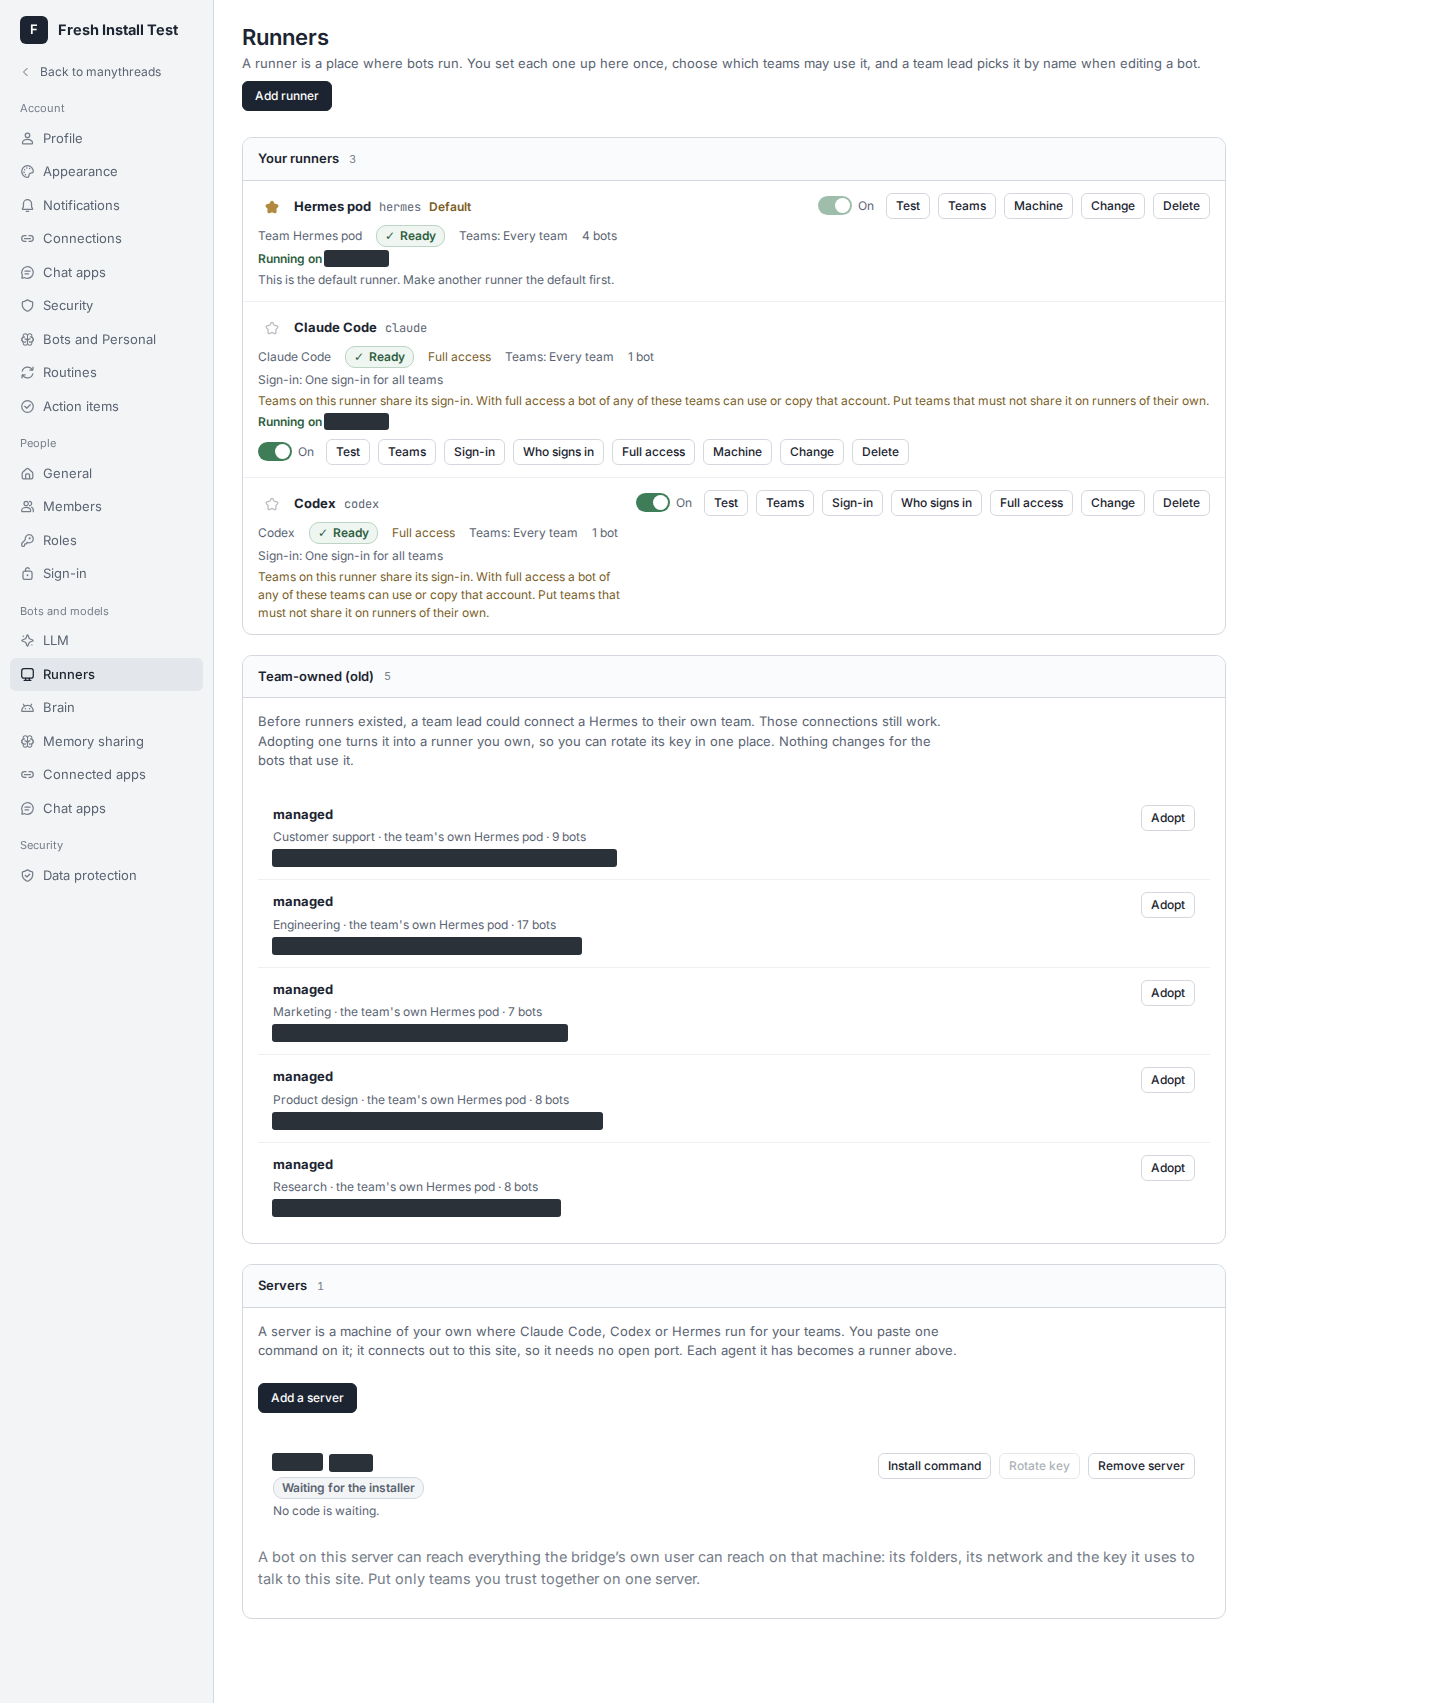 F Fresh Install Test
Back to manythreads
Account
Profile
Appearance
Notifications
Connections
Chat apps
Security
Bots and Personal
Routines
Action items
People
General
Members
Roles
Sign-in
Bots and models
LLM
Runners
Brain
Memory sharing
Connected apps
Chat apps
Security
Data protection
Runners
A runner is a place where bots run. You set each one up here once, choose which teams may use it, and a team lead picks it by name when editing a bot.
Add runner
Your runners 3
Hermes pod hermes Default On Test Teams Machine Change Delete
Team Hermes pod ✓ Ready Teams: Every team 4 bots
Running on
This is the default runner. Make another runner the default first.
Claude Code claude
Claude Code ✓ Ready Full access Teams: Every team 1 bot
Sign-in: One sign-in for all teams
Teams on this runner share its sign-in. With full access a bot of any of these teams can use or copy that account. Put teams that must not share it on runners of their own.
Running on
On Test Teams Sign-in Who signs in Full access Machine Change Delete
Codex codex On Test Teams Sign-in Who signs in Full access Change Delete
Codex ✓ Ready Full access Teams: Every team 1 bot
Sign-in: One sign-in for all teams
Teams on this runner share its sign-in. With full access a bot of
any of these teams can use or copy that account. Put teams that
must not share it on runners of their own.
Team-owned (old) 5
Before runners existed, a team lead could connect a Hermes to their own team. Those connections still work.
Adopting one turns it into a runner you own, so you can rotate its key in one place. Nothing changes for the
bots that use it.
managed Adopt
Customer support · the team's own Hermes pod · 9 bots
managed Adopt
Engineering · the team's own Hermes pod · 17 bots
managed Adopt
Marketing · the team's own Hermes pod · 7 bots
managed Adopt
Product design · the team's own Hermes pod · 8 bots
managed Adopt
Research · the team's own Hermes pod · 8 bots
Servers 1
A server is a machine of your own where Claude Code, Codex or Hermes run for your teams. You paste one
command on it; it connects out to this site, so it needs no open port. Each agent it has becomes a runner above.
Add a server
Install command Rotate key Remove server
Waiting for the installer
No code is waiting.
A bot on this server can reach everything the bridge’s own user can reach on that machine: its folders, its network and the key it uses to
talk to this site. Put only teams you trust together on one server.